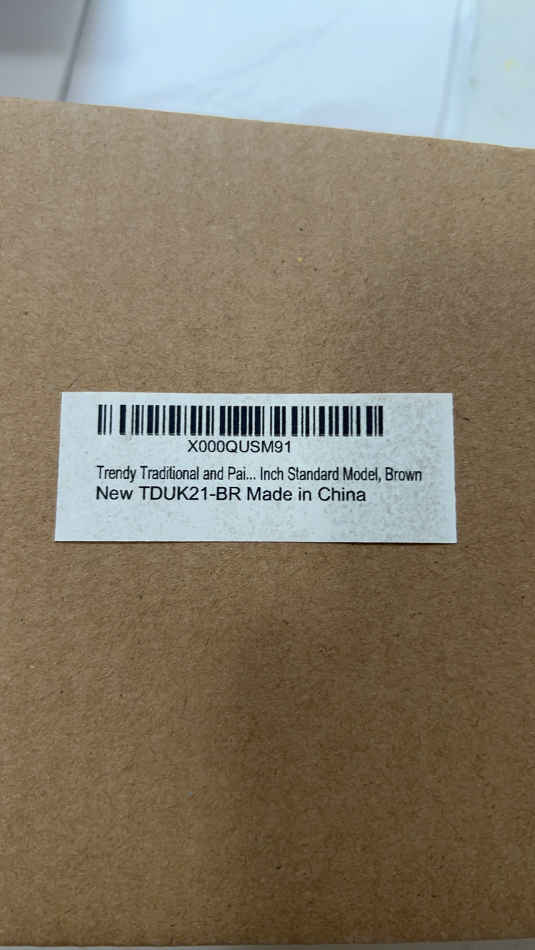 X000QUSM91
Trendy Traditional and Pai... Inch Standard Model, Brown
New TDUK21-BR Made in China